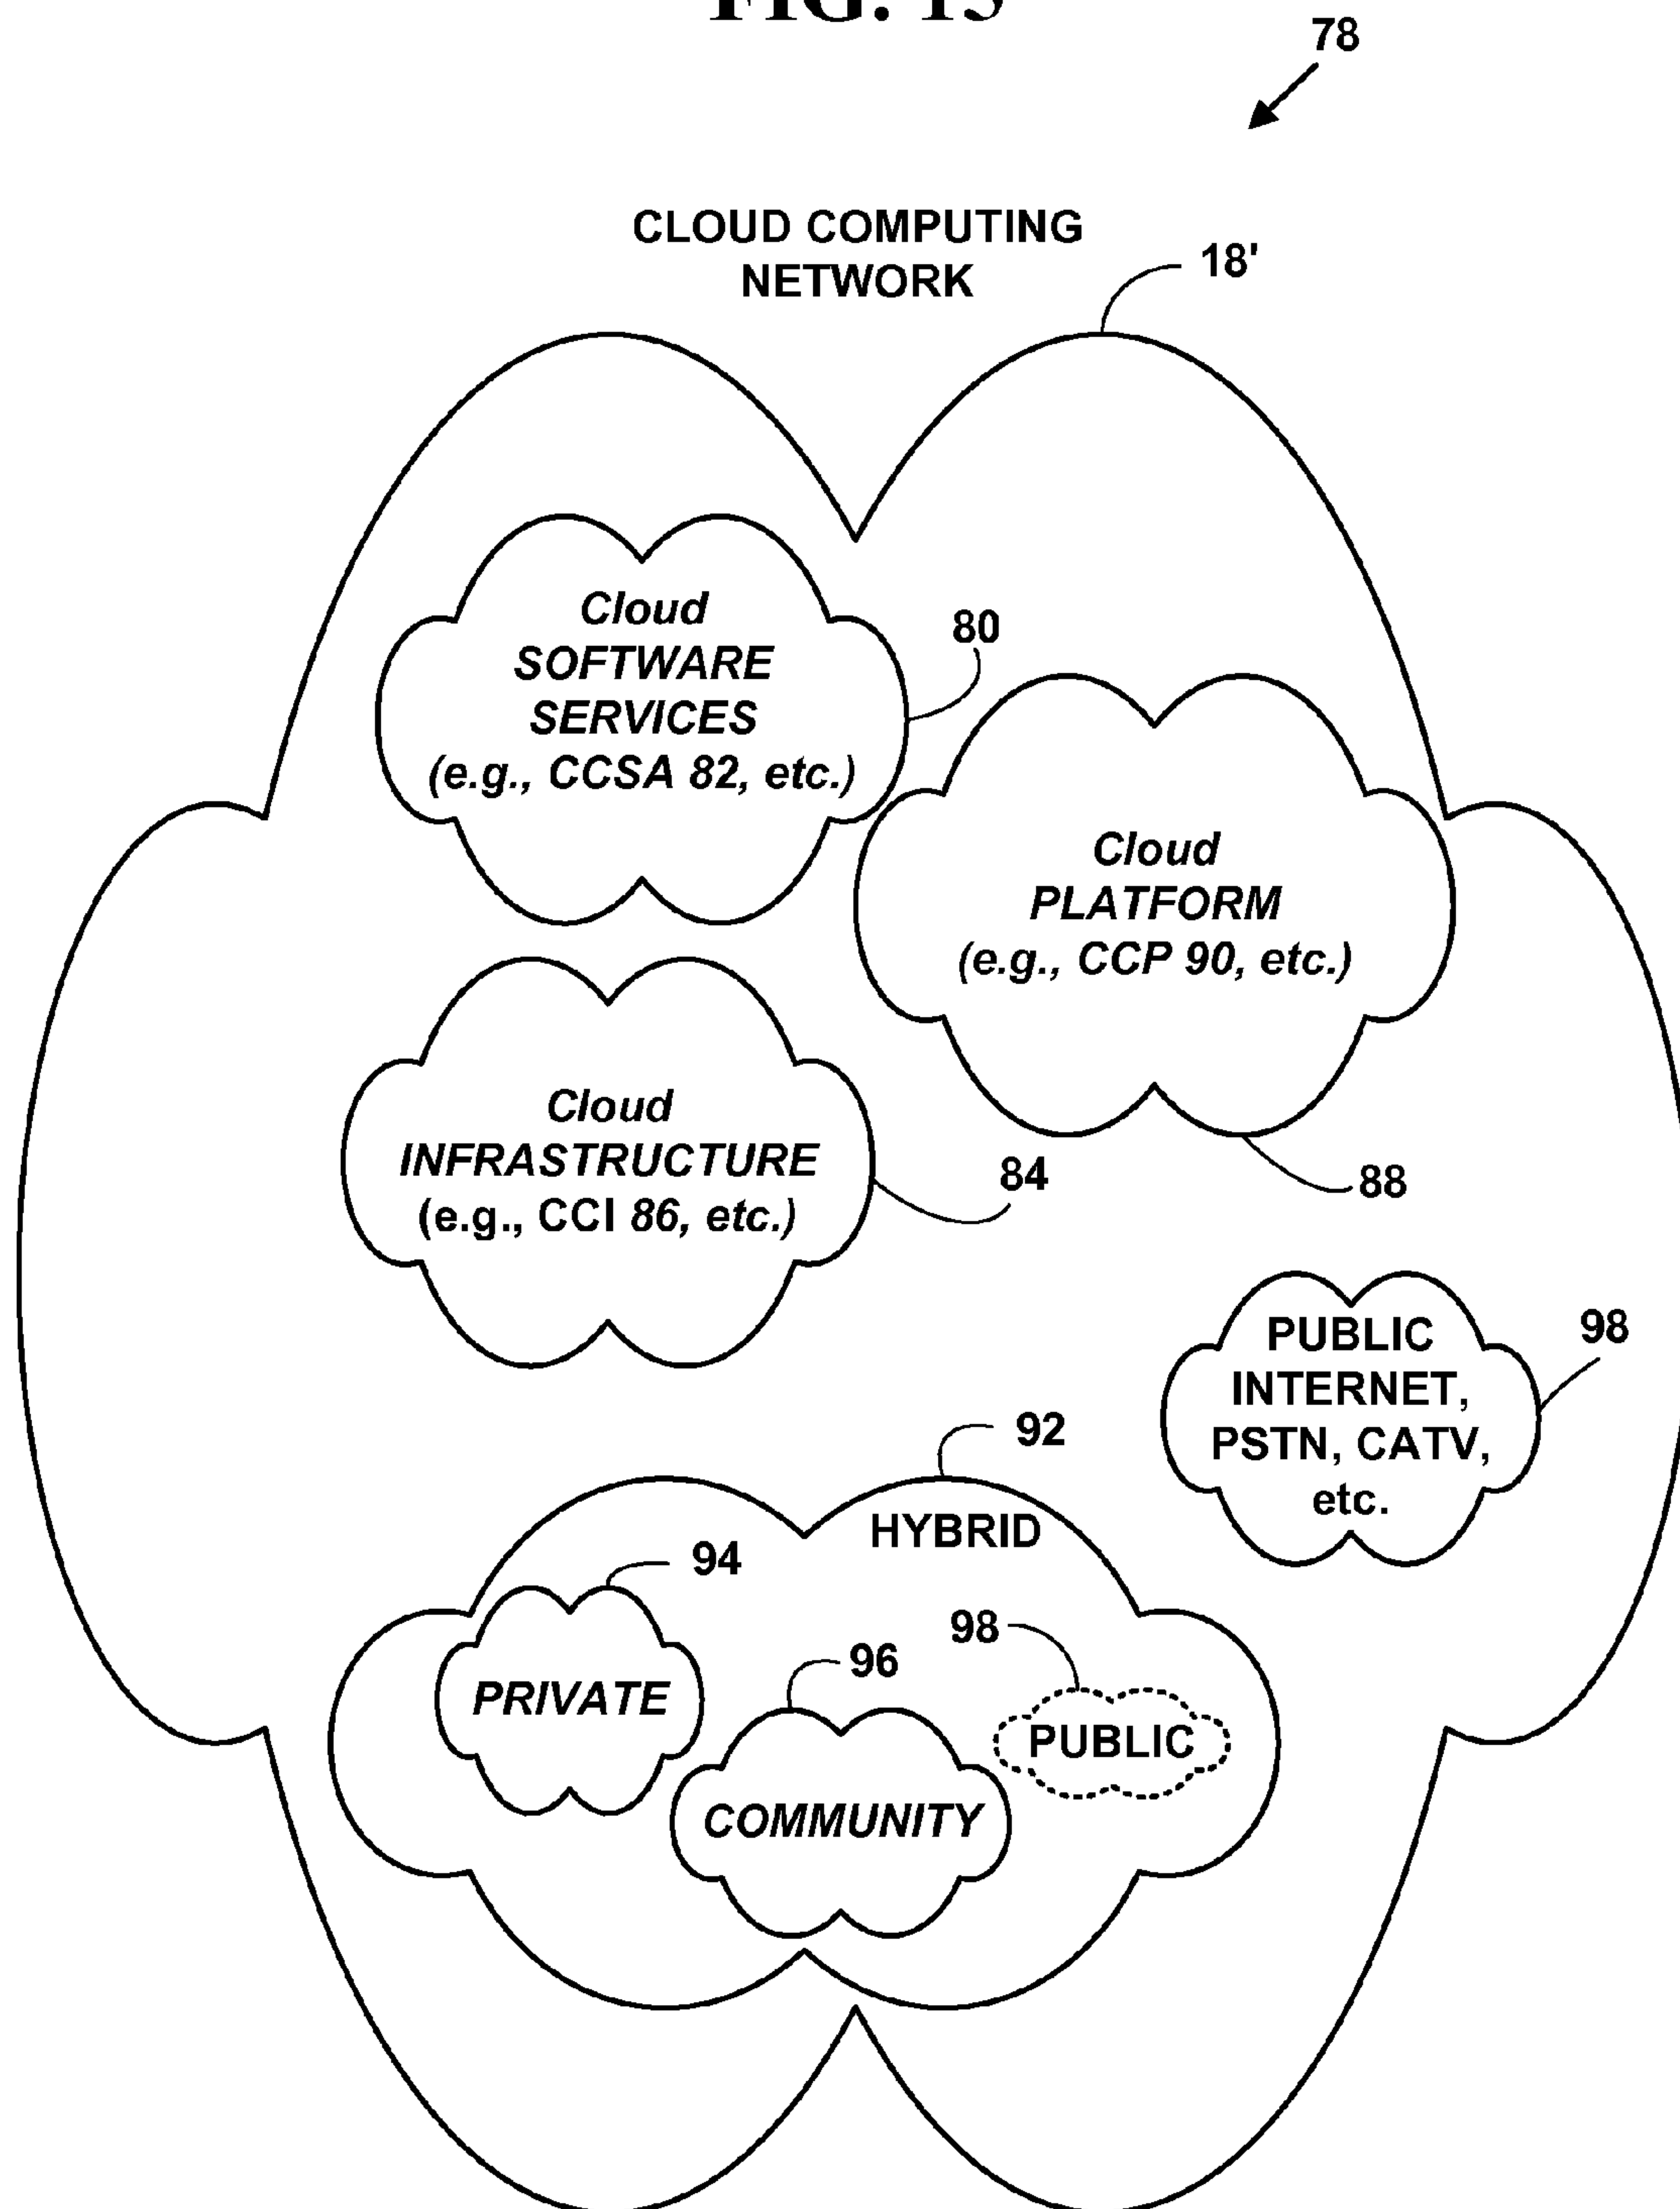 78
CLOUD COMPUTING
NETWORK
18'
Cloud
SOFTWARE
SERVICES
(e.g., CCSA 82, etc.)
80
Cloud
PLATFORM
(e.g., CCP 90, etc.)
88
Cloud
INFRASTRUCTURE
(e.g., CCI 86, etc.)
84
PUBLIC
INTERNET,
PSTN, CATV,
etc.
98
92
HYBRID
94
PRIVATE
96
COMMUNITY
98
PUBLIC